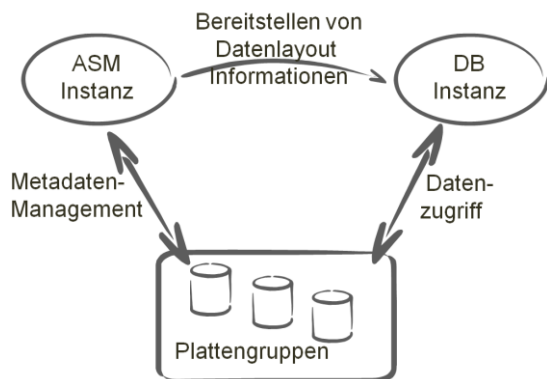 Bereitstellen von
Datenlayout
Informationen
ASM
Instanz
DB
Instanz
Metadaten-
Management
Daten-
zugriff
Plattengruppen